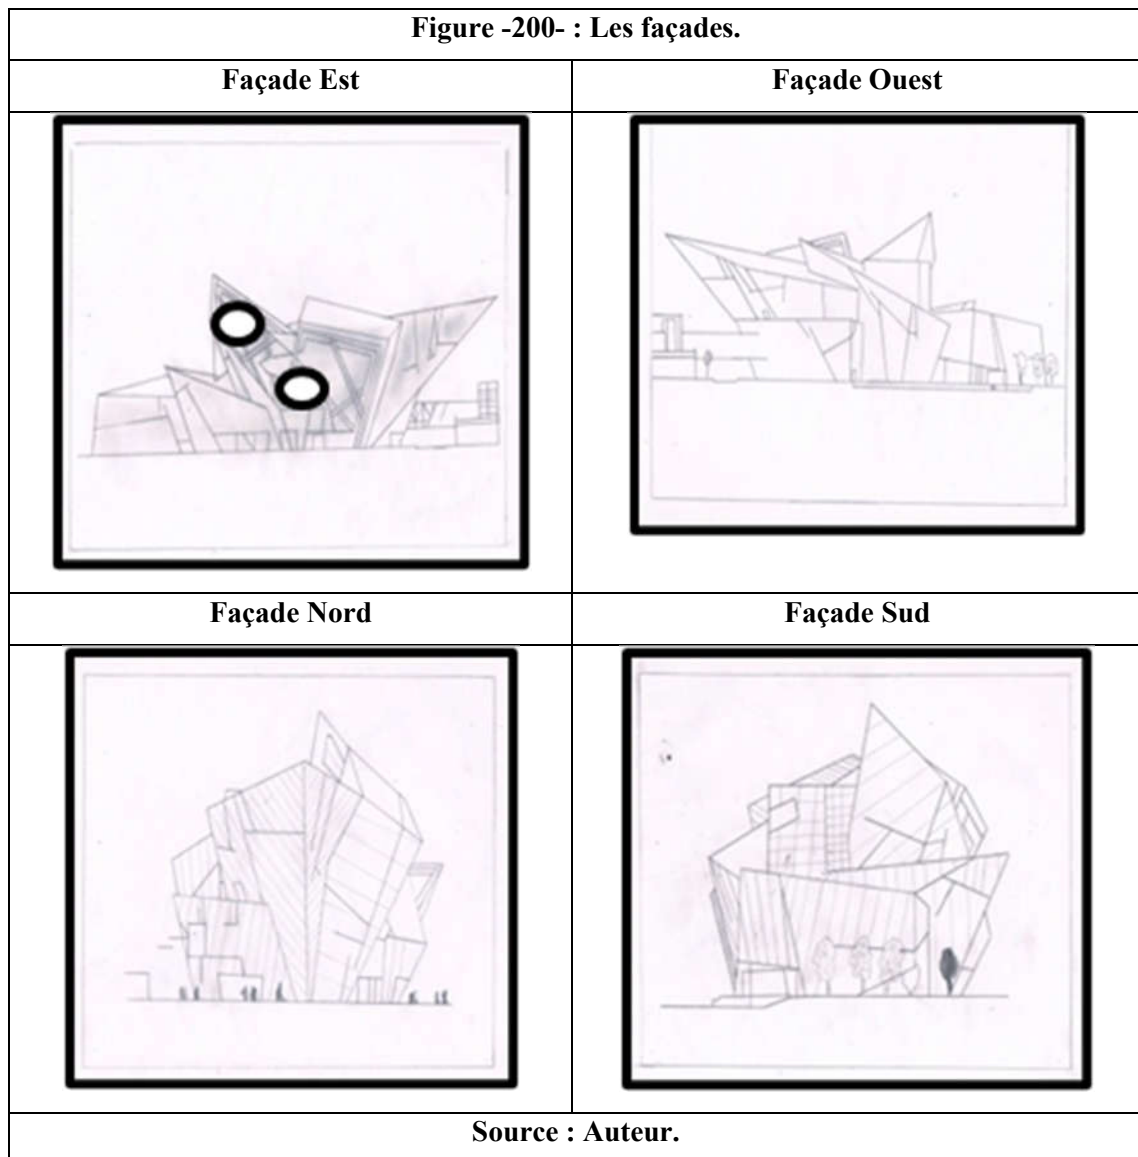 Figure -200- : Les façades.
Façade Est
Façade Ouest
Façade Nord
Façade Sud
Source : Auteur.